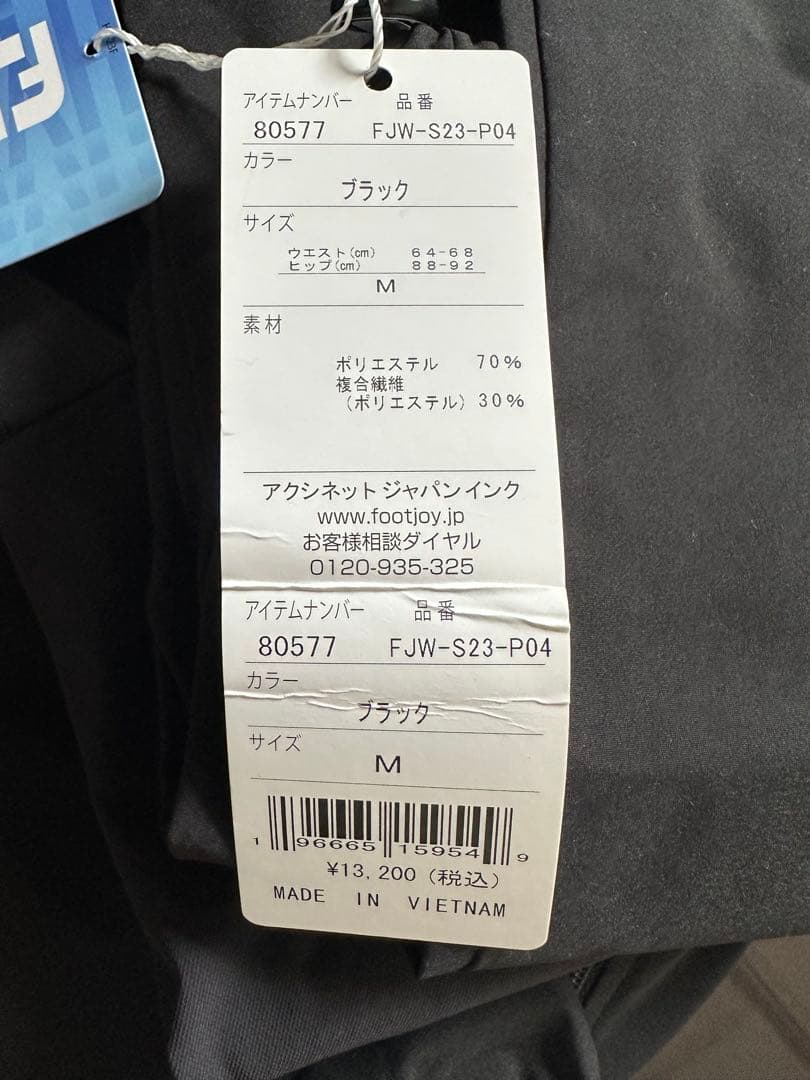 アイテムナンバー 品番
80577 FJW-S23-P04
カラー
ブラック
サイズ
ウエスト(cm) 64-68
ヒップ(cm) 88-92
M
素材
ポリエステル 70%
複合繊維
(ポリエステル) 30%
アクシネット ジャパン インク
www.footjoy.jp
お客様相談ダイヤル
0120-935-325
アイテムナンバー 品番
80577 FJW-S23-P04
カラー
ブラック
サイズ
M
1 96665 15954 9
¥13,200(税込)
MADE IN VIETNAM